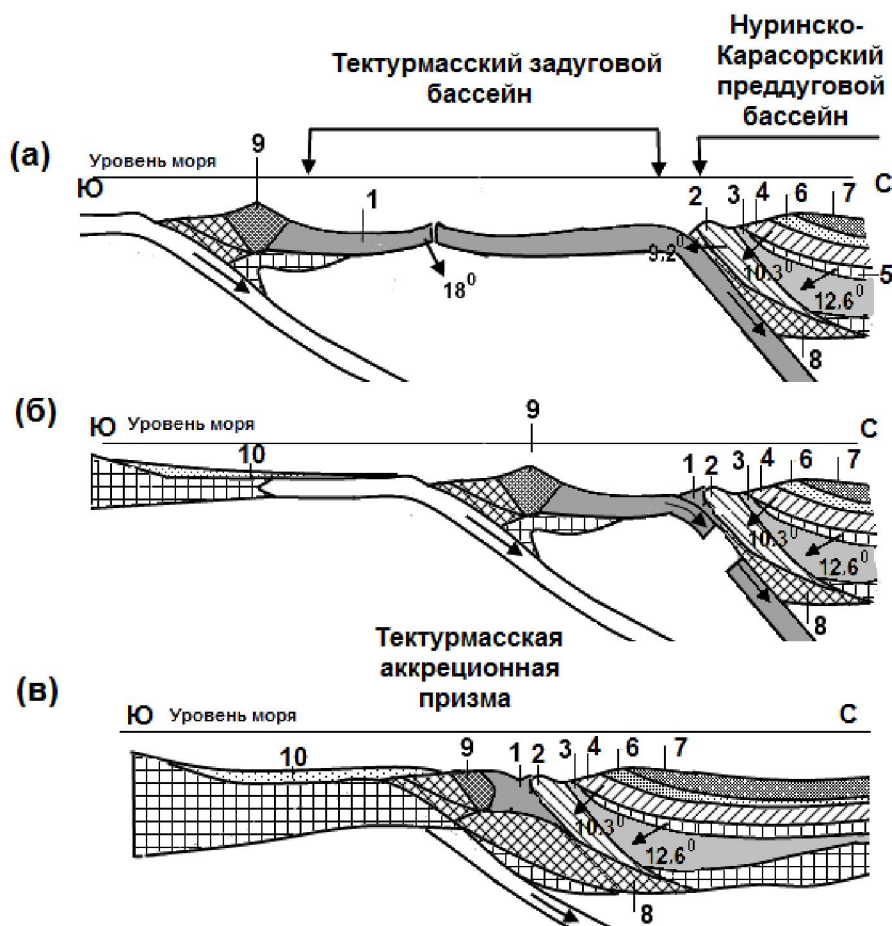 Нуринско-
Карасорский
преддуговой
бассейн
Тектурмасский задуговой
бассейн
(а)
Уровень моря
Ю
С
9
1
2
3
4
6
7
18⁰
9,2⁰
10.3⁰
12.6⁰
5
8
(б)
Ю Уровень моря
С
10
9
1
2
3
4
6
7
10.3⁰
12.6⁰
8
Тектурмасская
аккреционная
призма
(в)
Ю Уровень моря
С
10
9
1
2
3
4
6
7
10.3⁰
12.6⁰
8